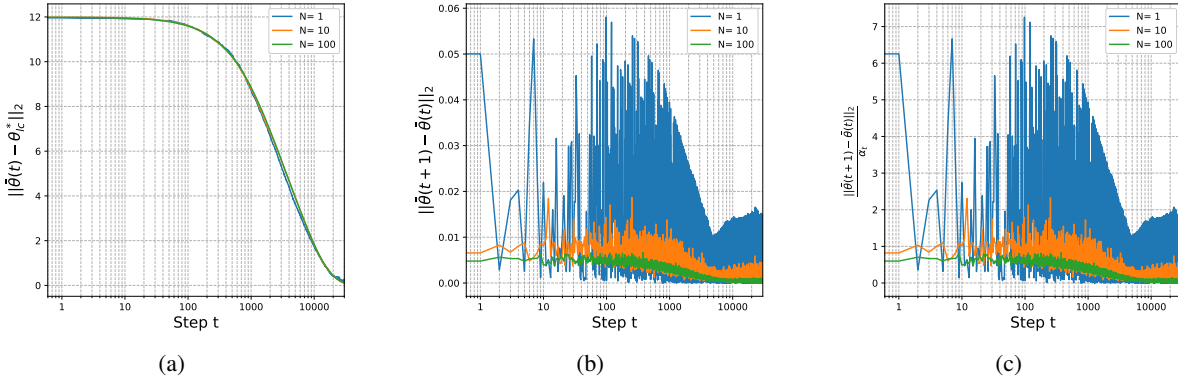 12
10
8
6
4
2
0
||θ̄(t) − θ*_{lc}||₂
N= 1
N= 10
N= 100
1
10
100
1000
10000
Step t
(a)
0.06
0.05
0.04
0.03
0.02
0.01
0.00
||θ̄(t + 1) − θ̄(t)||₂
N= 1
N= 10
N= 100
1
10
100
1000
10000
Step t
(b)
7
6
5
4
3
2
1
0
||θ̄(t + 1) − θ̄(t)||₂
α_t
N= 1
N= 10
N= 100
1
10
100
1000
10000
Step t
(c)